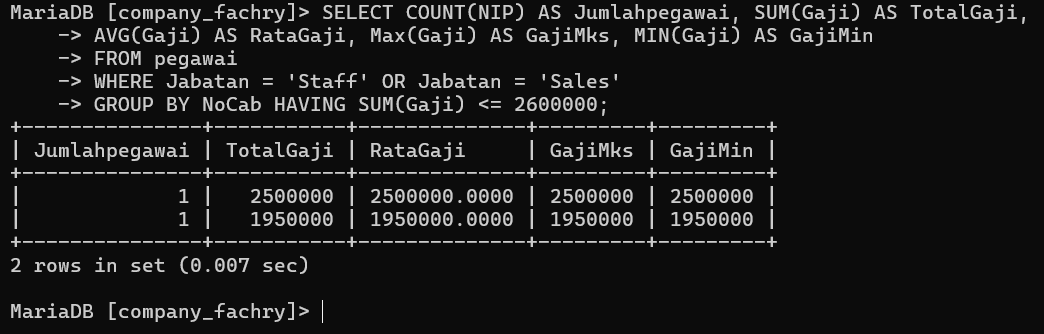 MariaDB [company_fachry]> SELECT COUNT(NIP) AS Jumlahpegawai, SUM(Gaji) AS TotalGaji,
    -> AVG(Gaji) AS RataGaji, Max(Gaji) AS GajiMks, MIN(Gaji) AS GajiMin
    -> FROM pegawai
    -> WHERE Jabatan = 'Staff' OR Jabatan = 'Sales'
    -> GROUP BY NoCab HAVING SUM(Gaji) <= 2600000;
+---------------+-----------+--------------+---------+---------+
| Jumlahpegawai | TotalGaji | RataGaji     | GajiMks | GajiMin |
+---------------+-----------+--------------+---------+---------+
|             1 |   2500000 | 2500000.0000 | 2500000 | 2500000 |
|             1 |   1950000 | 1950000.0000 | 1950000 | 1950000 |
+---------------+-----------+--------------+---------+---------+
2 rows in set (0.007 sec)
MariaDB [company_fachry]>